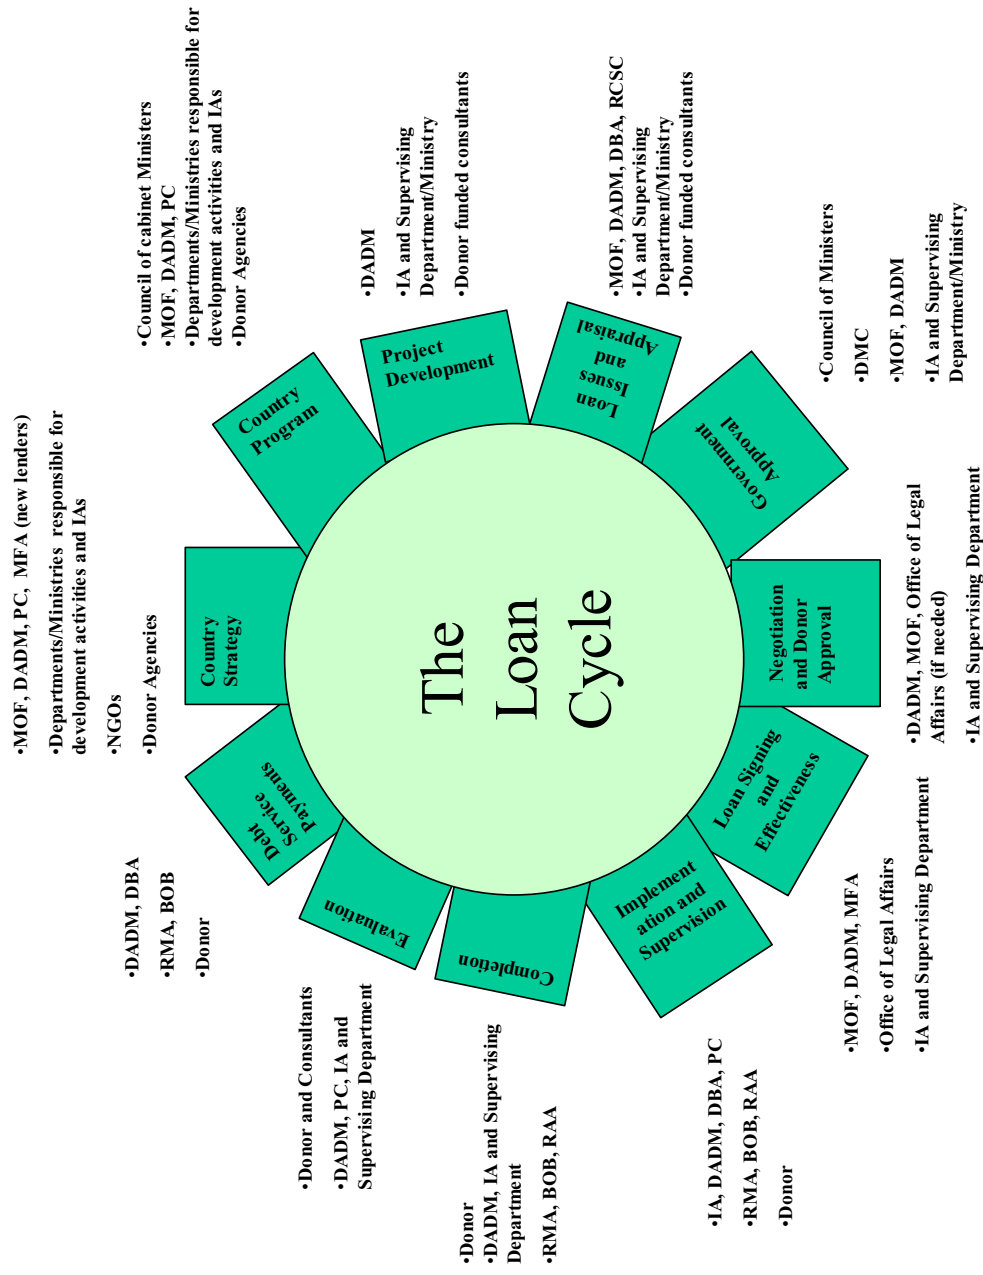 The
Loan
Cycle
Country
Strategy
•MOF, DADM, PC,  MFA (new lenders)
•Departments/Ministries  responsible for
development activities and IAs
•NGOs
•Donor Agencies
Country
Program
•Council of cabinet Ministers
•MOF, DADM, PC
•Departments/Ministries responsible for
development activities and IAs
•Donor Agencies
Project
Development
•DADM
•IA and Supervising
Department/Ministry
•Donor funded consultants
Loan
Issues
and
Appraisal
•MOF, DADM, DBA, RCSC
•IA and Supervising
Department/Ministry
•Donor funded consultants
Government
Approval
•Council of Ministers
•DMC
•MOF, DADM
•IA and Supervising
Department/Ministry
Negotiation
and Donor
Approval
•DADM, MOF, Office of Legal
Affairs (if needed)
•IA and Supervising Department
Loan Signing
and
Effectiveness
•MOF, DADM, MFA
•Office of Legal Affairs
•IA and Supervising Department
Implement
ation and
Supervision
•IA, DADM, DBA, PC
•RMA, BOB, RAA
•Donor
Completion
•Donor
•DADM, IA and Supervising
Department
•RMA, BOB, RAA
Evaluation
•Donor and Consultants
•DADM, PC, IA and
Supervising Department
Debt
Service
Payments
•DADM, DBA
•RMA, BOB
•Donor